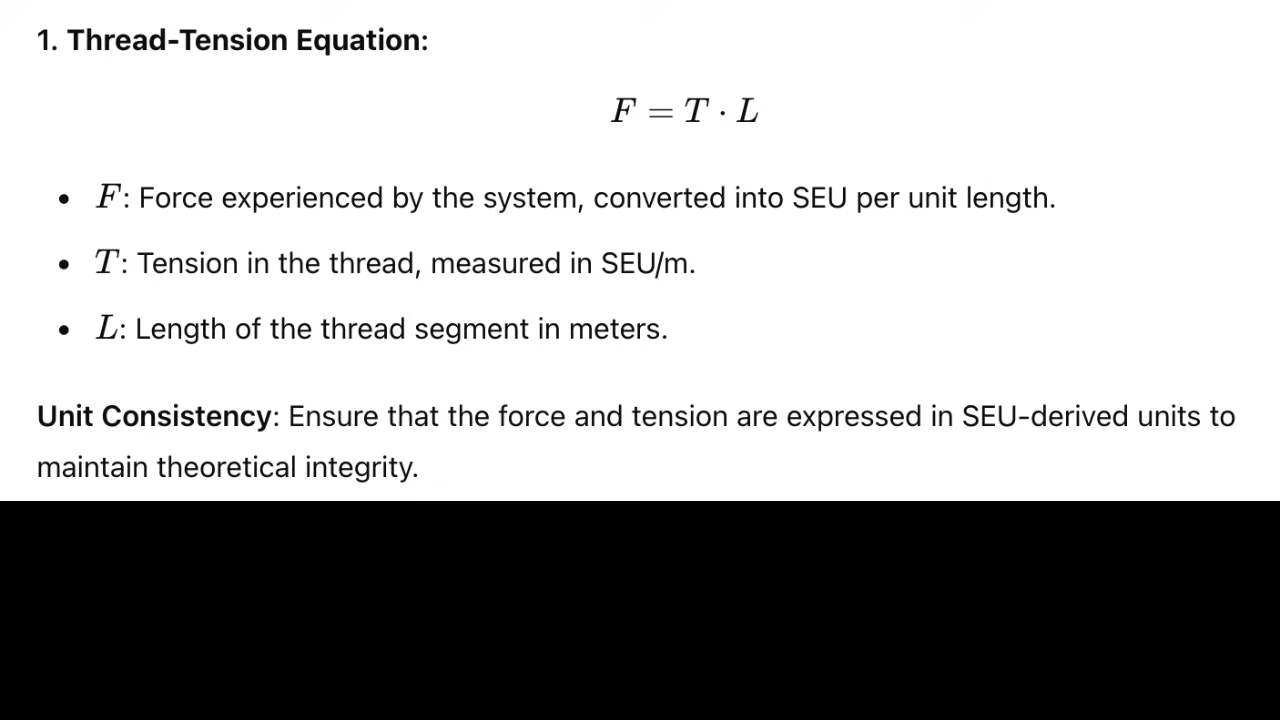 1. Thread-Tension Equation:
F = T · L
• F: Force experienced by the system, converted into SEU per unit length.
• T: Tension in the thread, measured in SEU/m.
• L: Length of the thread segment in meters.
Unit Consistency: Ensure that the force and tension are expressed in SEU-derived units to
maintain theoretical integrity.